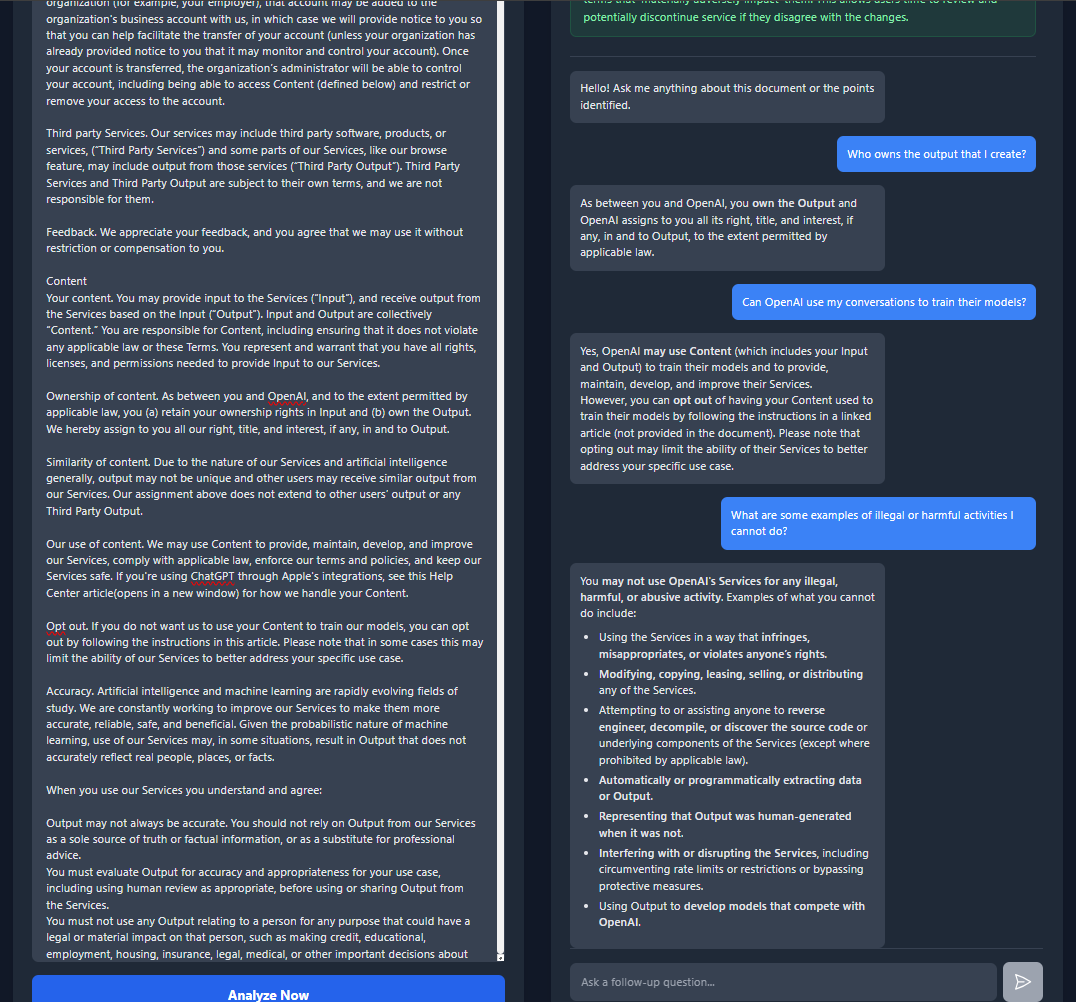 organization (for example, your employer), that account may be added to the
organization's business account with us, in which case we will provide notice to you so
that you can help facilitate the transfer of your account (unless your organization has
already provided notice to you that it may monitor and control your account). Once
your account is transferred, the organization's administrator will be able to control
your account, including being able to access Content (defined below) and restrict or
remove your access to the account.
Third party Services. Our services may include third party software, products, or
services, (“Third Party Services”) and some parts of our Services, like our browse
feature, may include output from those services (“Third Party Output”). Third Party
Services and Third Party Output are subject to their own terms, and we are not
responsible for them.
Feedback. We appreciate your feedback, and you agree that we may use it without
restriction or compensation to you.
Content
Your content. You may provide input to the Services (“Input”), and receive output from
the Services based on the Input (“Output”). Input and Output are collectively
“Content.” You are responsible for Content, including ensuring that it does not violate
any applicable law or these Terms. You represent and warrant that you have all rights,
licenses, and permissions needed to provide Input to our Services.
Ownership of content. As between you and OpenAI, and to the extent permitted by
applicable law, you (a) retain your ownership rights in Input and (b) own the Output.
We hereby assign to you all our right, title, and interest, if any, in and to Output.
Similarity of content. Due to the nature of our Services and artificial intelligence
generally, output may not be unique and other users may receive similar output from
our Services. Our assignment above does not extend to other users' output or any
Third Party Output.
Our use of content. We may use Content to provide, maintain, develop, and improve
our Services, comply with applicable law, enforce our terms and policies, and keep our
Services safe. If you're using ChatGPT through Apple's integrations, see this Help
Center article(opens in a new window) for how we handle your Content.
Opt out. If you do not want us to use your Content to train our models, you can opt
out by following the instructions in this article. Please note that in some cases this may
limit the ability of our Services to better address your specific use case.
Accuracy. Artificial intelligence and machine learning are rapidly evolving fields of
study. We are constantly working to improve our Services to make them more
accurate, reliable, safe, and beneficial. Given the probabilistic nature of machine
learning, use of our Services may, in some situations, result in Output that does not
accurately reflect real people, places, or facts.
When you use our Services you understand and agree:
Output may not always be accurate. You should not rely on Output from our Services
as a sole source of truth or factual information, or as a substitute for professional
advice.
You must evaluate Output for accuracy and appropriateness for your use case,
including using human review as appropriate, before using or sharing Output from
the Services.
You must not use any Output relating to a person for any purpose that could have a
legal or material impact on that person, such as making credit, educational,
employment, housing, insurance, legal, medical, or other important decisions about
Analyze Now
terms that 'materially adversely impact' them. This allows users time to review and
potentially discontinue service if they disagree with the changes.
Hello! Ask me anything about this document or the points
identified.
Who owns the output that I create?
As between you and OpenAI, you own the Output and
OpenAI assigns to you all its right, title, and interest, if
any, in and to Output, to the extent permitted by
applicable law.
Can OpenAI use my conversations to train their models?
Yes, OpenAI may use Content (which includes your Input
and Output) to train their models and to provide,
maintain, develop, and improve their Services.
However, you can opt out of having your Content used to
train their models by following the instructions in a linked
article (not provided in the document). Please note that
opting out may limit the ability of their Services to better
address your specific use case.
What are some examples of illegal or harmful activities I
cannot do?
You may not use OpenAI's Services for any illegal,
harmful, or abusive activity. Examples of what you cannot
do include:
• Using the Services in a way that infringes,
misappropriates, or violates anyone's rights.
• Modifying, copying, leasing, selling, or distributing
any of the Services.
• Attempting to or assisting anyone to reverse
engineer, decompile, or discover the source code or
underlying components of the Services (except where
prohibited by applicable law).
• Automatically or programmatically extracting data
or Output.
• Representing that Output was human-generated
when it was not.
• Interfering with or disrupting the Services, including
circumventing rate limits or restrictions or bypassing
protective measures.
• Using Output to develop models that compete with
OpenAI.
Ask a follow-up question...